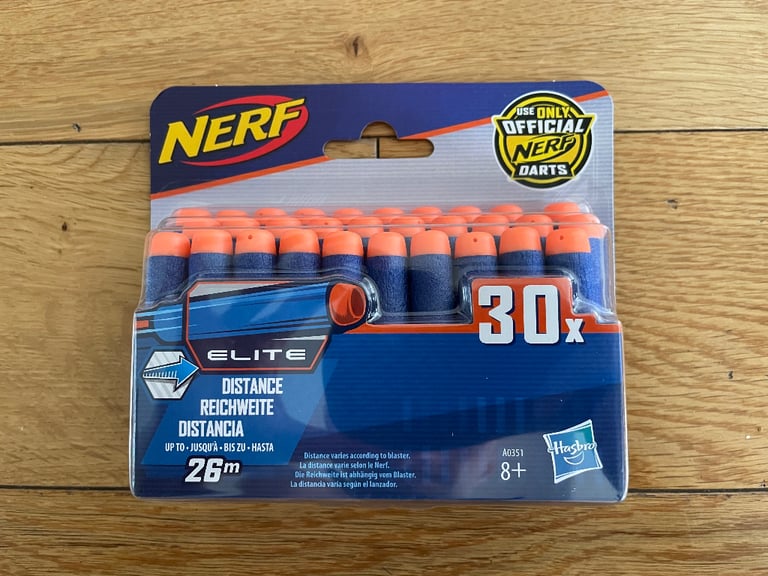 NERF
USE ONLY
OFFICIAL
NERF
DARTS
30x
ELITE
DISTANCE
REICHWEITE
DISTANCIA
UP TO • JUSQU'À • BIS ZU • HASTA
26m
Distance varies according to blaster.
La distance varie selon le Nerf.
Die Reichweite ist abhängig vom Blaster.
La distancia varía según el lanzador.
A0351
8+
Hasbro